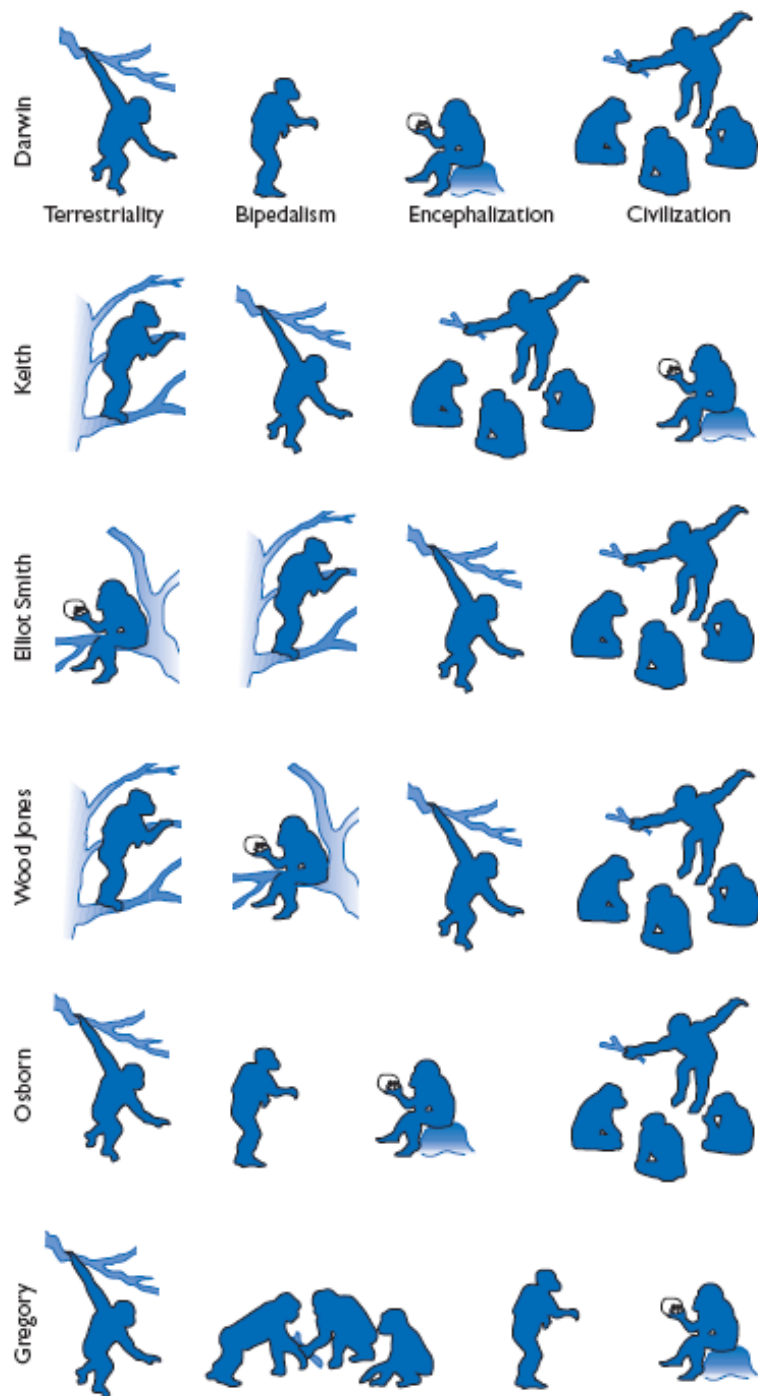 Darwin
Terrestriality Bipedalism Encephalization Civilization
Keith
Elliot Smith
Wood Jones
Osborn
Gregory